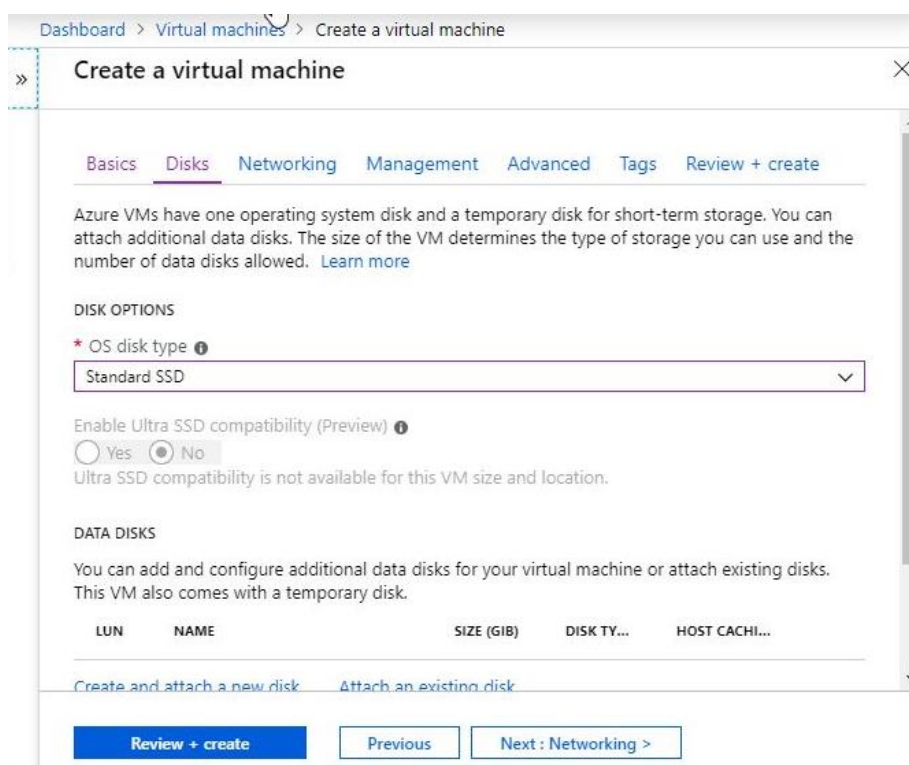 Dashboard > Virtual machines > Create a virtual machine
»
Create a virtual machine
Basics Disks Networking Management Advanced Tags Review + create
Azure VMs have one operating system disk and a temporary disk for short-term storage. You can
attach additional data disks. The size of the VM determines the type of storage you can use and the
number of data disks allowed. Learn more
DISK OPTIONS
* OS disk type
Standard SSD
Enable Ultra SSD compatibility (Preview)
Yes No
Ultra SSD compatibility is not available for this VM size and location.
DATA DISKS
You can add and configure additional data disks for your virtual machine or attach existing disks.
This VM also comes with a temporary disk.
LUN NAME SIZE (GIB) DISK TY... HOST CACHI...
Create and attach a new disk Attach an existing disk
Review + create Previous Next : Networking >